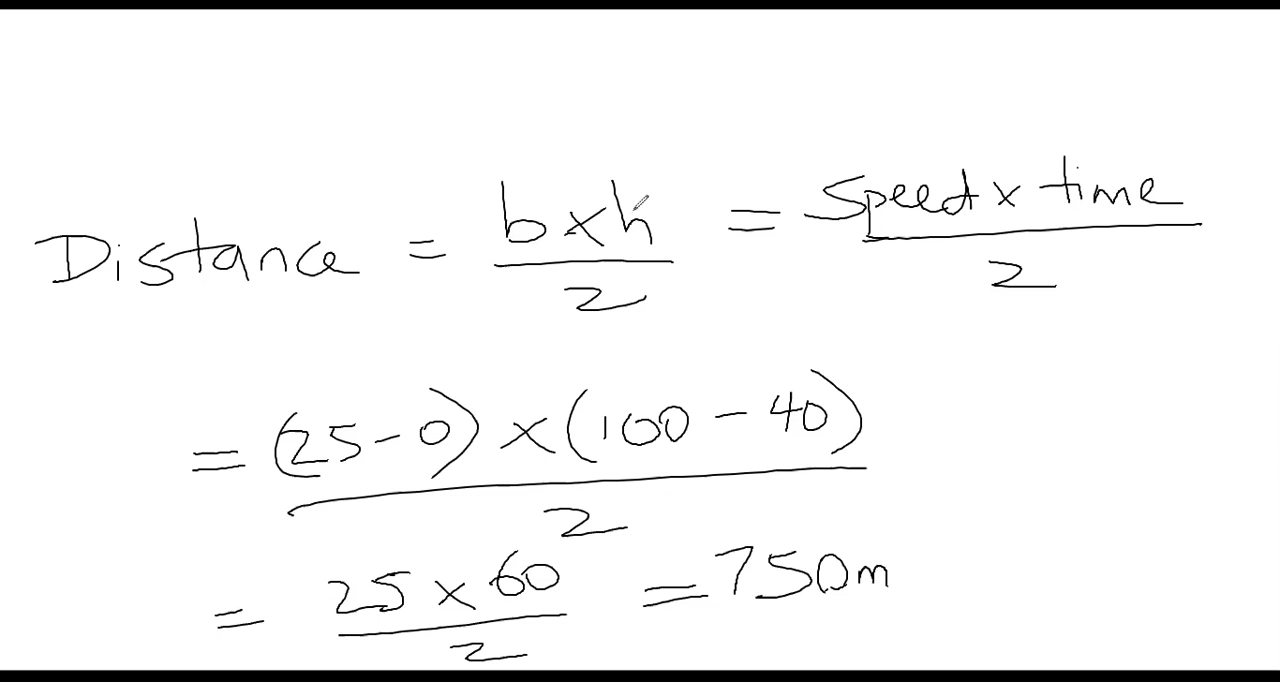 Distance = b x h / 2 = Speed x time / 2
= (25 - 0) x (100 - 40) / 2
= 25 x 60 / 2 = 750m